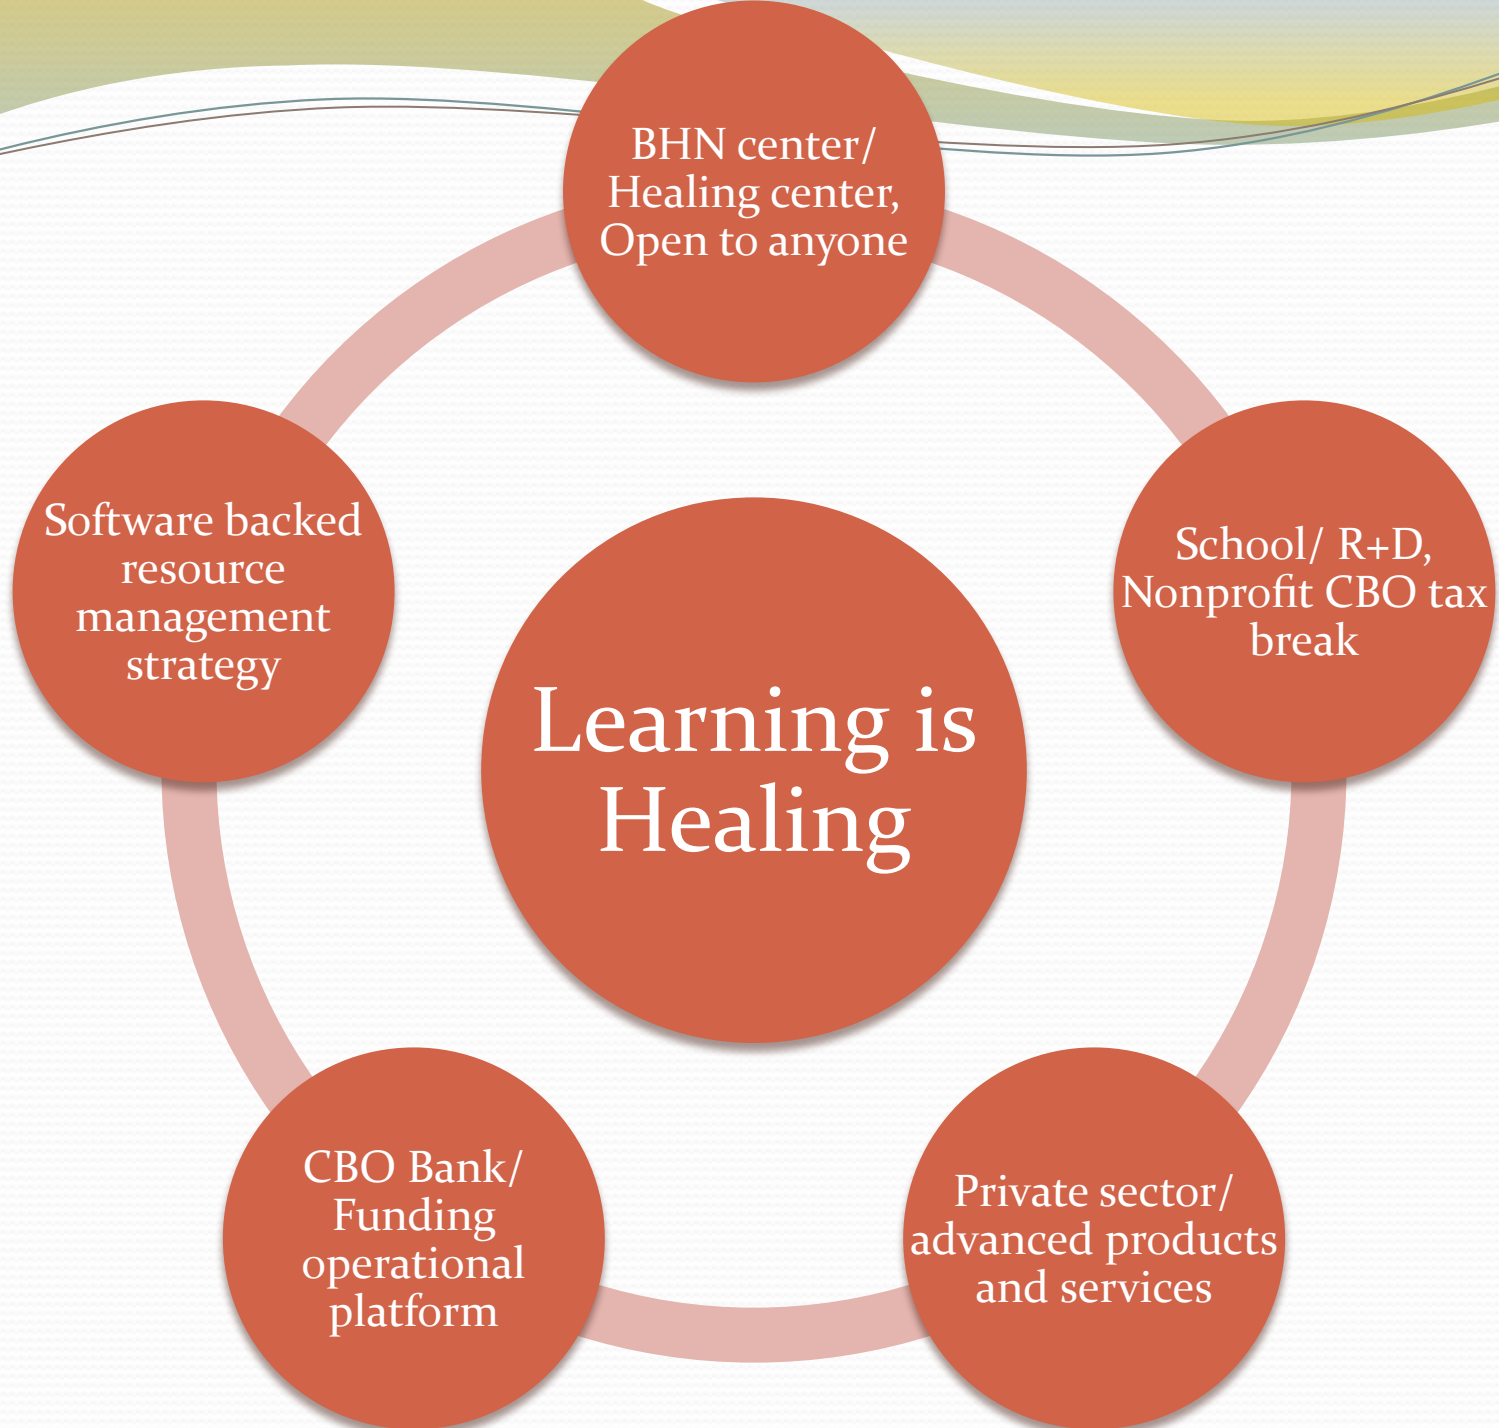 BHN center/
Healing center,
Open to anyone
School/ R+D,
Nonprofit CBO tax
break
Private sector/
advanced products
and services
CBO Bank/
Funding
operational
platform
Software backed
resource
management
strategy
Learning is
Healing